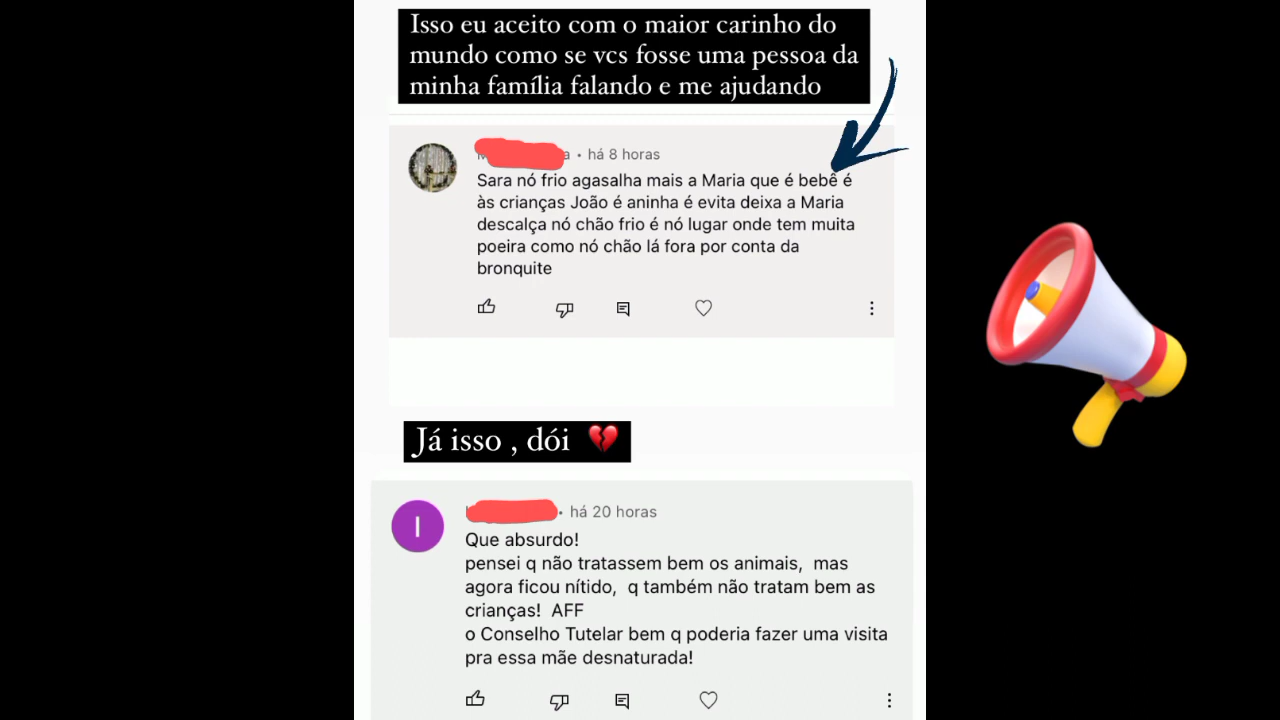 Isso eu aceito com o maior carinho do
mundo como se vcs fosse uma pessoa da
minha família falando e me ajudando
• há 8 horas
Sara nó frio agasalha mais a Maria que é bebê é
às crianças João é aninha é evita deixa a Maria
descalça nó chão frio é nó lugar onde tem muita
poeira como nó chão lá fora por conta da
bronquite
Já isso , dói 💔
I
• há 20 horas
Que absurdo!
pensei q não tratassem bem os animais, mas
agora ficou nítido, q também não tratam bem as
crianças! AFF
o Conselho Tutelar bem q poderia fazer uma visita
pra essa mãe desnaturada!